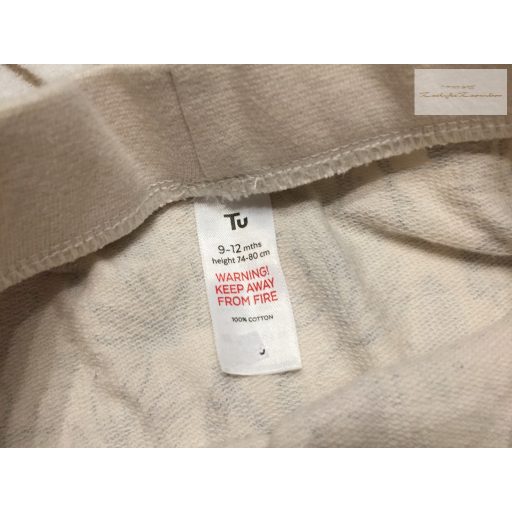 Tu
9-12 mths
height 74-80 cm
WARNING!
KEEP AWAY
FROM FIRE
100% COTTON